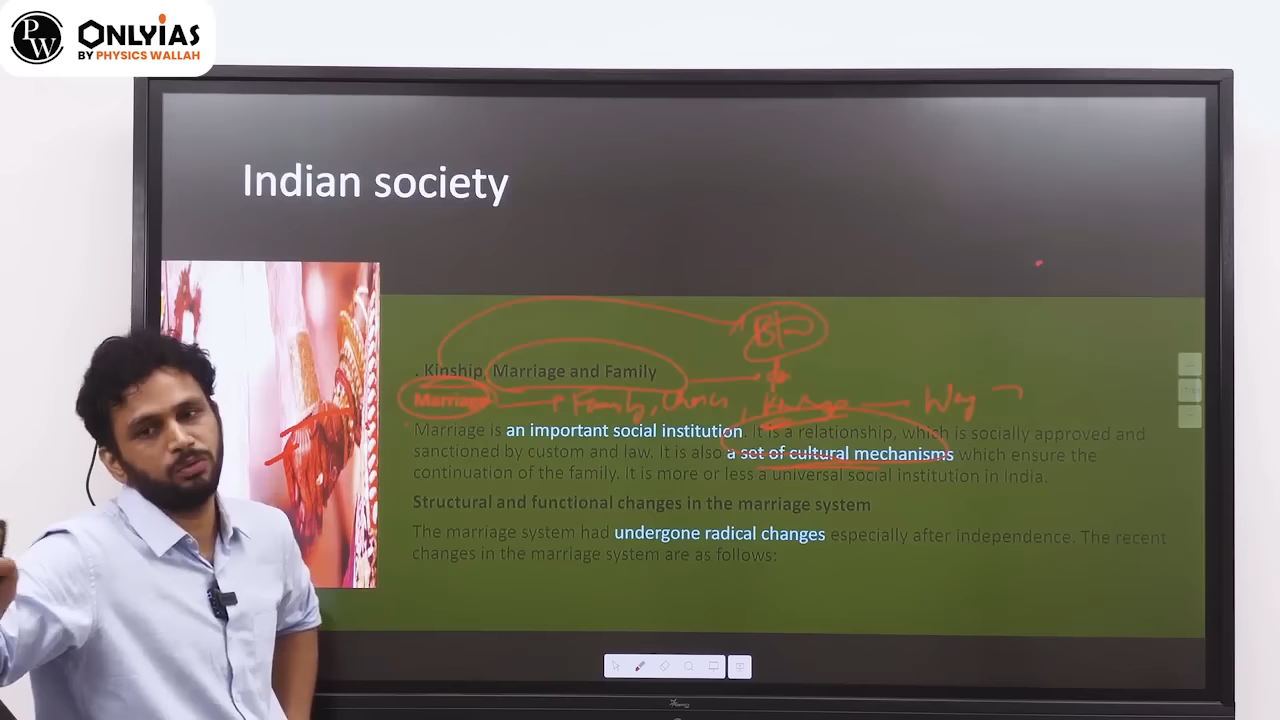 PW
ONLYIAS
BY PHYSICS WALLAH
Indian society
. Kinship, Marriage and Family
Marriage Family, Choice, Kinship Way
Marriage is an important social institution. It is a relationship, which is socially approved and
sanctioned by custom and law. It is also a set of cultural mechanisms which ensure the
continuation of the family. It is more or less a universal social institution in India.
Structural and functional changes in the marriage system
The marriage system had undergone radical changes especially after independence. The recent
changes in the marriage system are as follows: